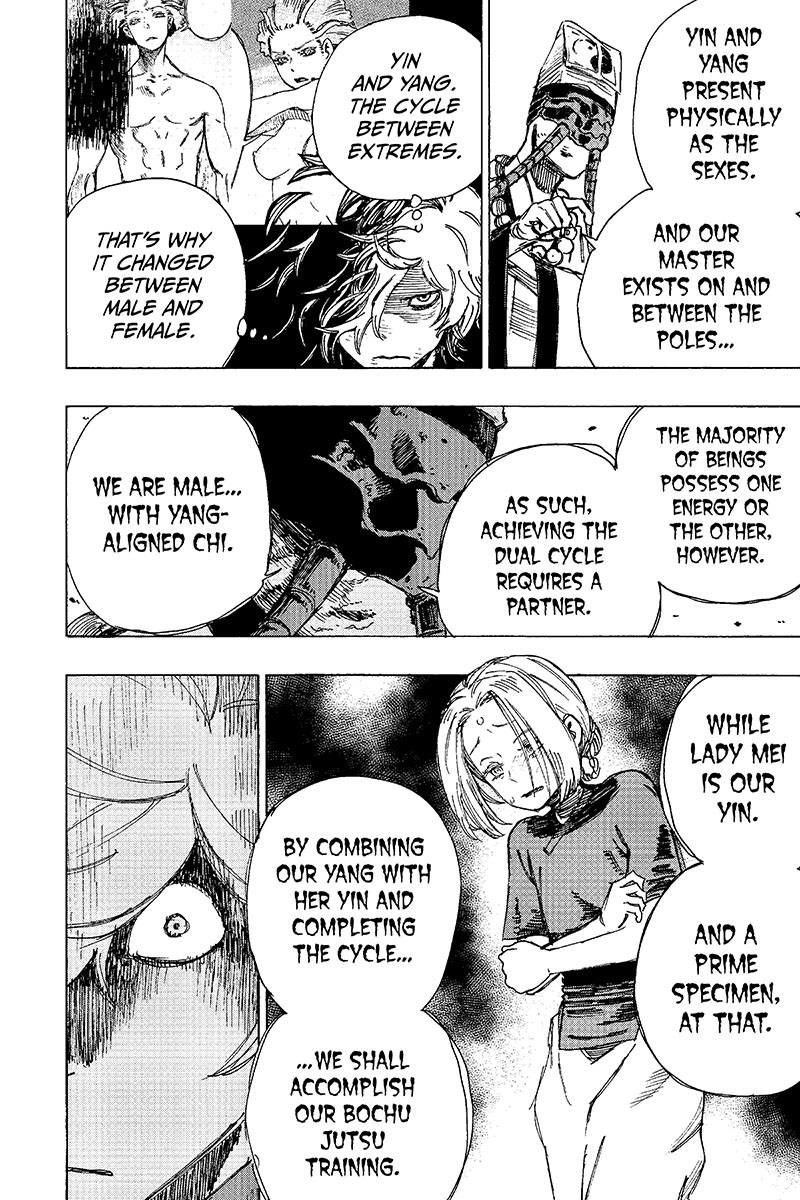 YIN AND
YANG
PRESENT
PHYSICALLY
AS THE
SEXES.
AND OUR
MASTER
EXISTS ON AND
BETWEEN THE
POLES...
YIN
AND YANG.
THE CYCLE
BETWEEN
EXTREMES.
THAT'S WHY
IT CHANGED
BETWEEN
MALE AND
FEMALE.
THE MAJORITY
OF BEINGS
POSSESS ONE
ENERGY OR
THE OTHER,
HOWEVER.
AS SUCH,
ACHIEVING THE
DUAL CYCLE
REQUIRES A
PARTNER.
WE ARE MALE...
WITH YANG-
ALIGNED CHI.
WHILE
LADY MEI
IS OUR
YIN.
AND A
PRIME
SPECIMEN,
AT THAT.
BY COMBINING
OUR YANG WITH
HER YIN AND
COMPLETING
THE CYCLE...
...WE SHALL
ACCOMPLISH
OUR BOCHU
JUTSU
TRAINING.